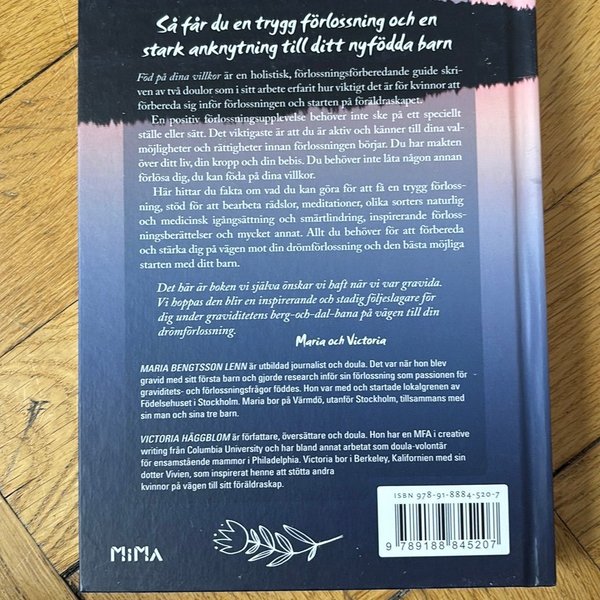 Så får du en trygg förlossning och en
stark anknytning till ditt nyfödda barn
Föd på dina villkor är en holistisk, förlossningsförberedande guide skri-
ven av två doulor som i sitt arbete erfarit hur viktigt det är för kvinnor att
förbereda sig inför förlossningen och starten på föräldraskapet.
En positiv förlossningsupplevelse behöver inte ske på ett speciellt
ställe eller sätt. Det viktigaste är att du är aktiv och känner till dina val-
möjligheter och rättigheter innan förlossningen börjar. Du har makten
över ditt liv, din kropp och din bebis. Du behöver inte låta någon annan
förlösa dig, du kan föda på dina villkor.
Här hittar du fakta om vad du kan göra för att få en trygg förloss-
ning, stöd för att bearbeta rädslor, meditationer, olika sorters naturlig
och medicinsk igångsättning och smärtlindring, inspirerande förloss-
ningsberättelser och mycket annat. Allt du behöver för att förbereda
och stärka dig på vägen mot din drömförlossning och den bästa möjliga
starten med ditt barn.
Det här är boken vi själva önskar vi haft när vi var gravida.
Vi hoppas den blir en inspirerande och stadig följeslagare för
dig under graviditetens berg-och-dal-bana på vägen till din
drömförlossning.
Maria och Victoria
MARIA BENGTSSON LENN är utbildad journalist och doula. Det var när hon blev
gravid med sitt första barn och gjorde research inför sin förlossning som passionen för
graviditets- och förlossningsfrågor föddes. Hon var med och startade lokalgrenen av
Födelsehuset i Stockholm. Maria bor på Värmdö, utanför Stockholm, tillsammans med
sin man och sina tre barn.
VICTORIA HÄGGBLOM är författare, översättare och doula. Hon har en MFA i creative
writing från Columbia University och har bland annat arbetat som doula-volontär
för ensamstående mammor i Philadelphia. Victoria bor i Berkeley, Kalifornien med sin
dotter Vivien, som inspirerat henne att stötta andra
kvinnor på vägen till sitt föräldraskap.
ISBN 978-91-8884-520-7
9 789188 845207
MiMA